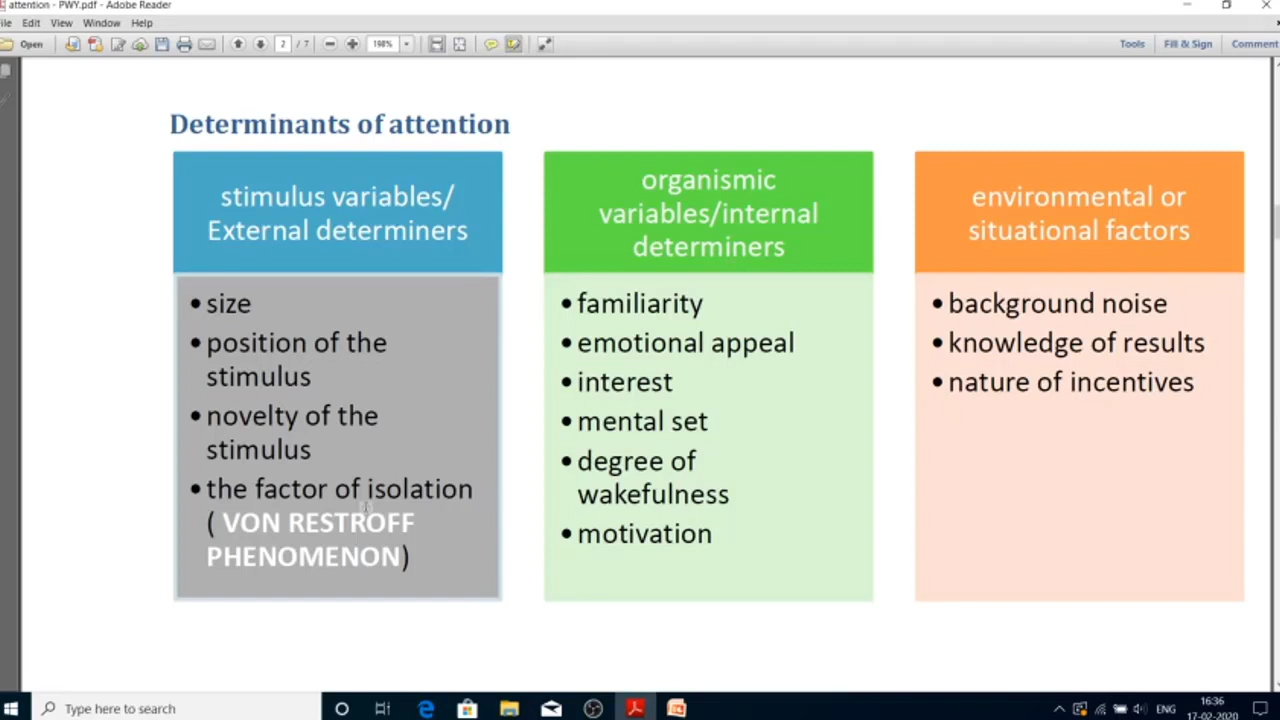 attention - PWY.pdf - Adobe Reader
ile Edit View Window Help
Open 2 / 7 198% Tools Fill & Sign Comment
Determinants of attention
stimulus variables/
External determiners
• size
• position of the
stimulus
• novelty of the
stimulus
• the factor of isolation
( VON RESTROFF
PHENOMENON)
organismic
variables/internal
determiners
• familiarity
• emotional appeal
• interest
• mental set
• degree of
wakefulness
• motivation
environmental or
situational factors
• background noise
• knowledge of results
• nature of incentives
Type here to search
ENG
16:36
17-02-2020